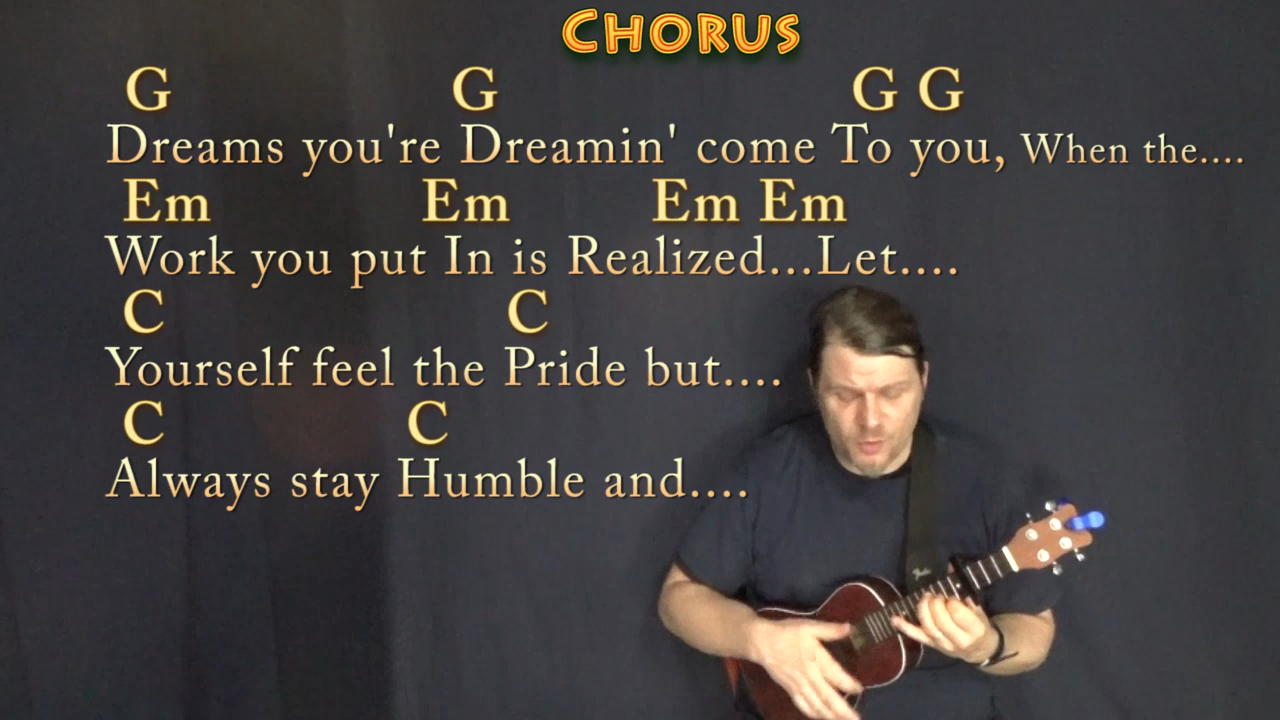 CHORUS
G G G G
Dreams you're Dreamin' come To you, When the....
Em Em Em Em
Work you put In is Realized...Let....
C C
Yourself feel the Pride but....
C C
Always stay Humble and....
Fender